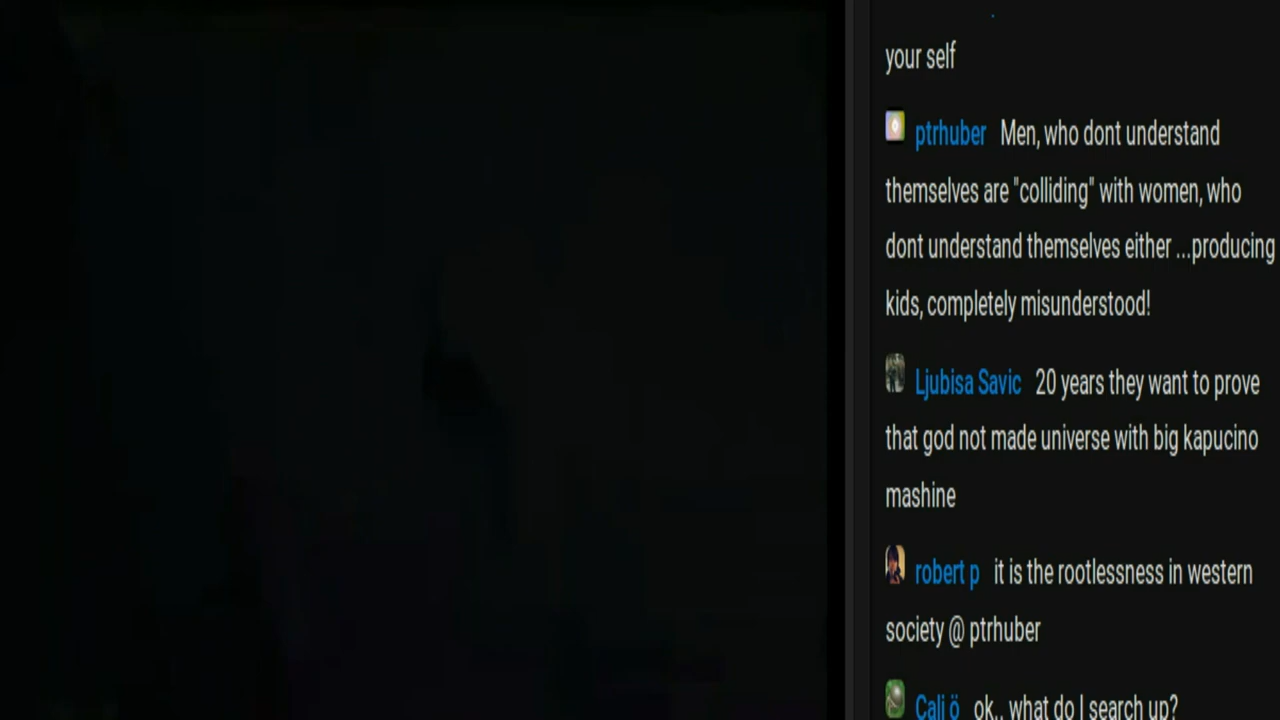 your self
ptrhuber Men, who dont understand
themselves are "colliding" with women, who
dont understand themselves either ...producing
kids, completely misunderstood!
Ljubisa Savic 20 years they want to prove
that god not made universe with big kapucino
mashine
robert p it is the rootlessness in western
society @ ptrhuber
Cali ö ok.. what do I search up?